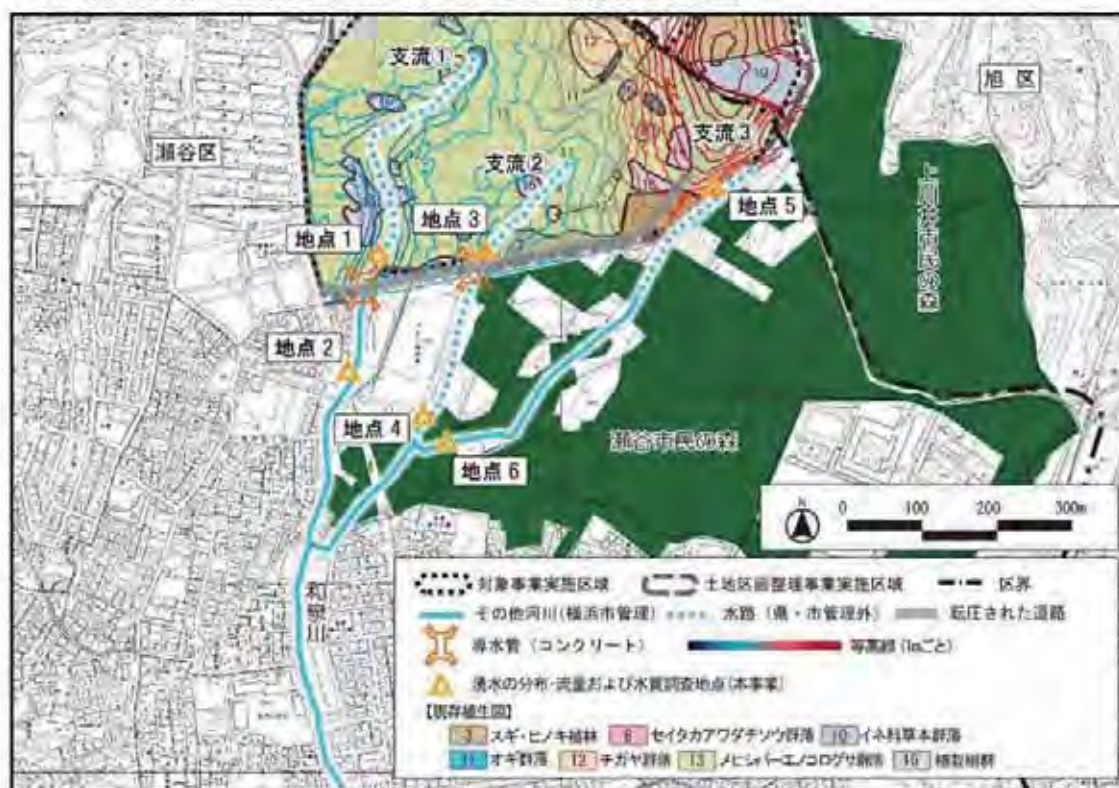 支流1
旭区
瀬谷区
支流3
支流2
地点3
地点5
地点1
上川井市民の森
地点2
地点4
瀬谷市民の森
地点6
N
0 100 200 300m
和泉川
対象事業実施区域 土地区画整理事業実施区域 区界
その他河川(横浜市管理) 水路（県・市管理外） 転圧された道路
導水管（コンクリート） 等高線(1mごと)
湧水の分布・流量および水質調査地点(本事業)
【現存植生図】
3 スギ・ヒノキ植林 8 セイタカアワダチソウ群落 10 イネ科草本群落
11 オギ群落 12 チガヤ群落 13 メヒシバ-エノコログサ群落 16 植栽樹群